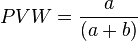 PVW = a / (a + b)